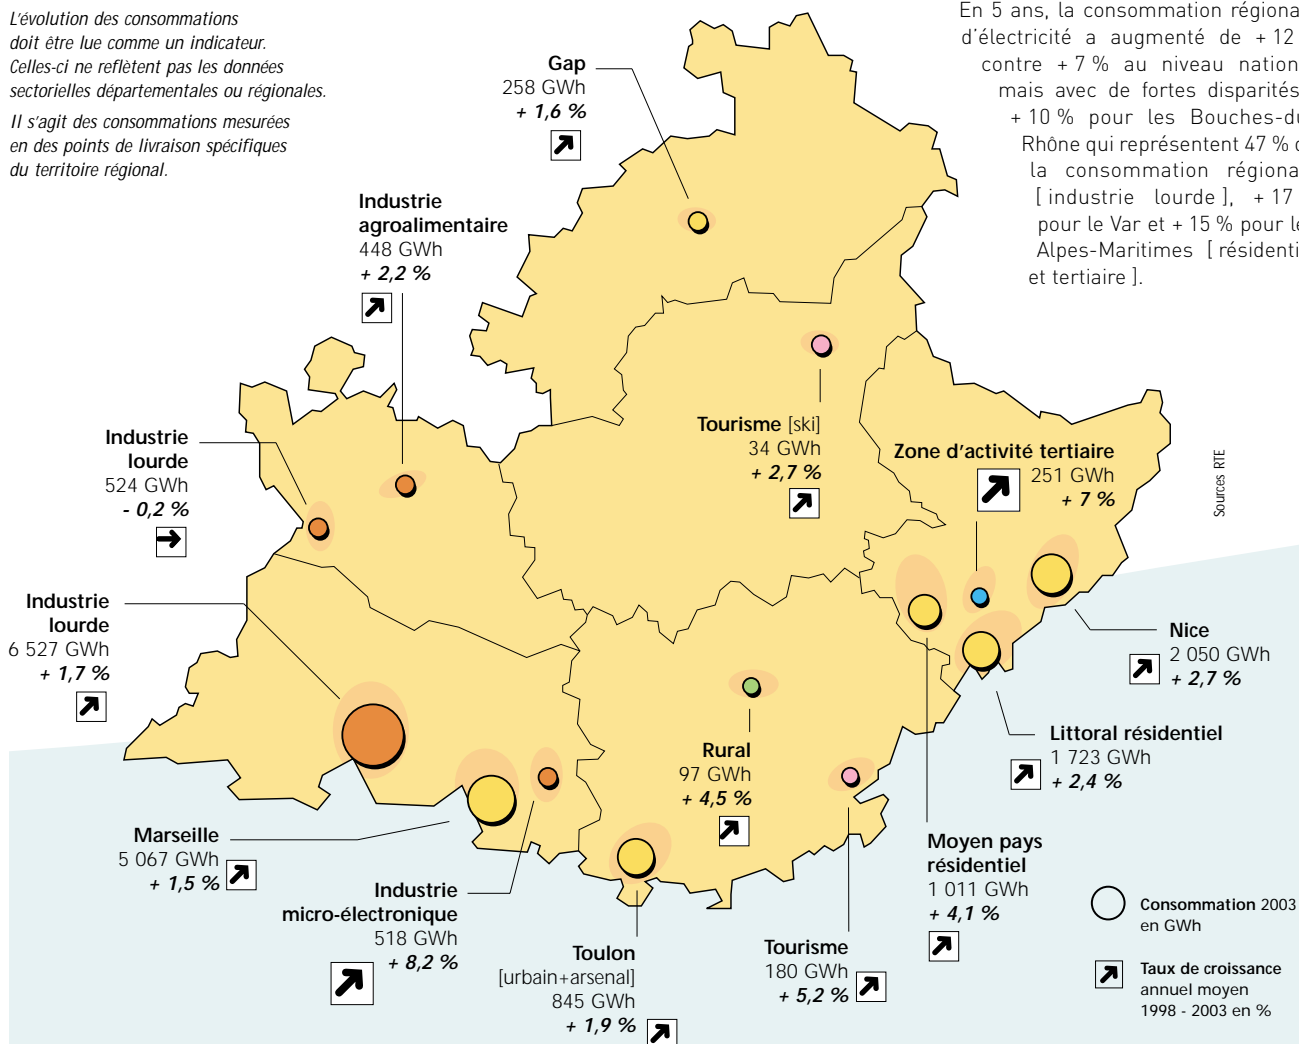 L'évolution des consommations
doit être lue comme un indicateur.
Celles-ci ne reflètent pas les données
sectorielles départementales ou régionales.
Il s'agit des consommations mesurées
en des points de livraison spécifiques
du territoire régional.
En 5 ans, la consommation régiona
d'électricité a augmenté de + 12
contre + 7 % au niveau nation
mais avec de fortes disparités
+ 10 % pour les Bouches-du
Rhône qui représentent 47 % d
la consommation régiona
[ industrie lourde ], + 17
pour le Var et + 15 % pour le
Alpes-Maritimes [ résidenti
et tertiaire ].
Gap
258 GWh
+ 1,6 %
Industrie
agroalimentaire
448 GWh
+ 2,2 %
Industrie
lourde
524 GWh
- 0,2 %
Tourisme [ski]
34 GWh
+ 2,7 %
Zone d'activité tertiaire
251 GWh
+ 7 %
Sources RTE
Industrie
lourde
6 527 GWh
+ 1,7 %
Nice
2 050 GWh
+ 2,7 %
Littoral résidentiel
1 723 GWh
+ 2,4 %
Rural
97 GWh
+ 4,5 %
Marseille
5 067 GWh
+ 1,5 %
Industrie
micro-électronique
518 GWh
+ 8,2 %
Toulon
[urbain+arsenal]
845 GWh
+ 1,9 %
Tourisme
180 GWh
+ 5,2 %
Moyen pays
résidentiel
1 011 GWh
+ 4,1 %
Consommation 2003
en GWh
Taux de croissance
annuel moyen
1998 - 2003 en %